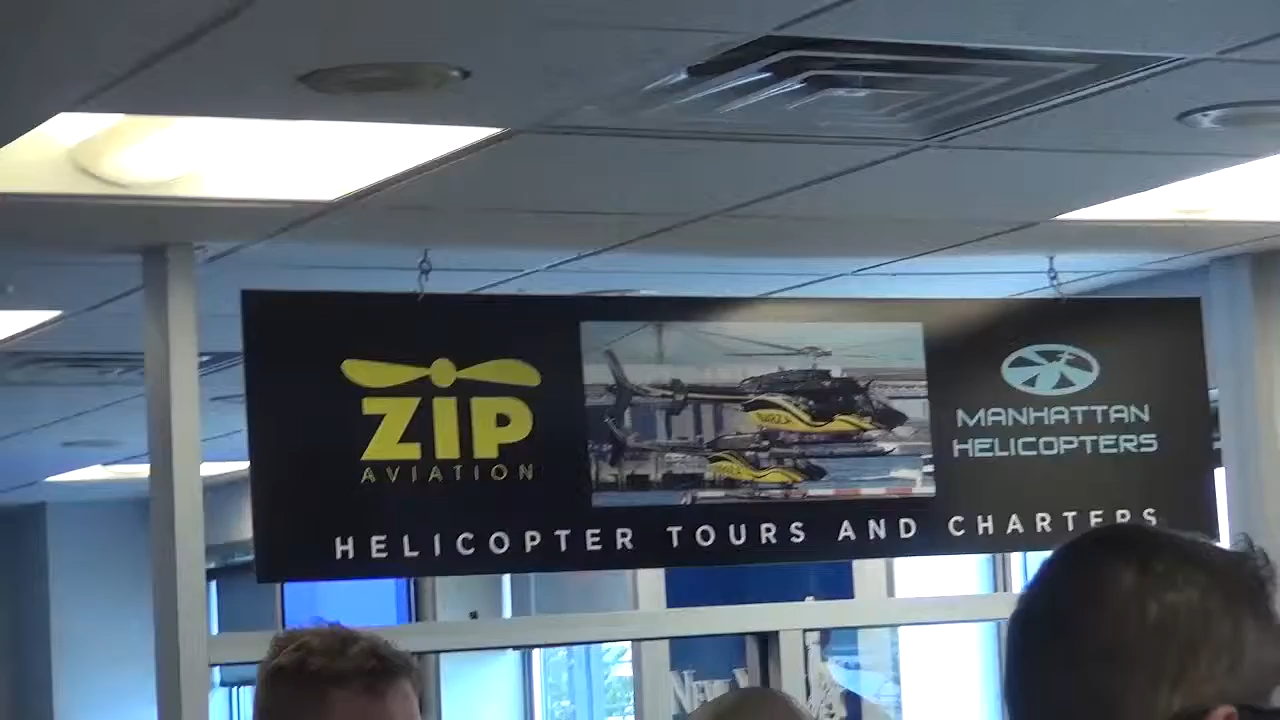 ZIP
AVIATION
MANHATTAN
HELICOPTERS
HELICOPTER TOURS AND CHARTERS